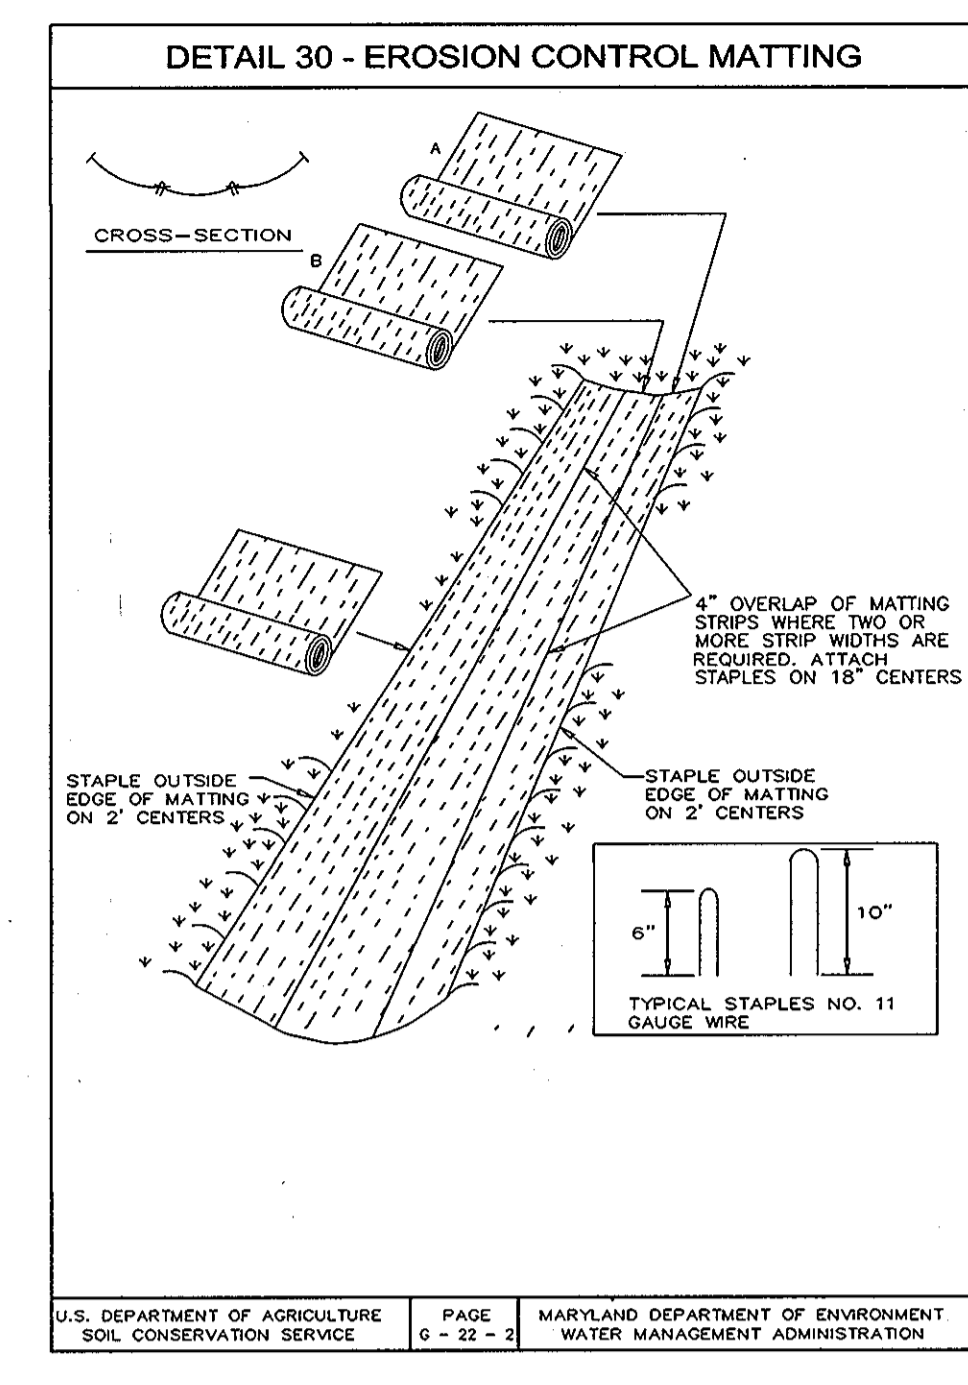 DETAIL 30 - EROSION CONTROL MATTING
A
CROSS-SECTION
B
4" OVERLAP OF MATTING
STRIPS WHERE TWO OR
MORE STRIP WIDTHS ARE
REQUIRED. ATTACH
STAPLES ON 18" CENTERS
STAPLE OUTSIDE
EDGE OF MATTING
ON 2' CENTERS
STAPLE OUTSIDE
EDGE OF MATTING
ON 2' CENTERS
6"
10"
TYPICAL STAPLES NO. 11
GAUGE WIRE
U.S. DEPARTMENT OF AGRICULTURE
SOIL CONSERVATION SERVICE
PAGE
G - 22 - 2
MARYLAND DEPARTMENT OF ENVIRONMENT
WATER MANAGEMENT ADMINISTRATION